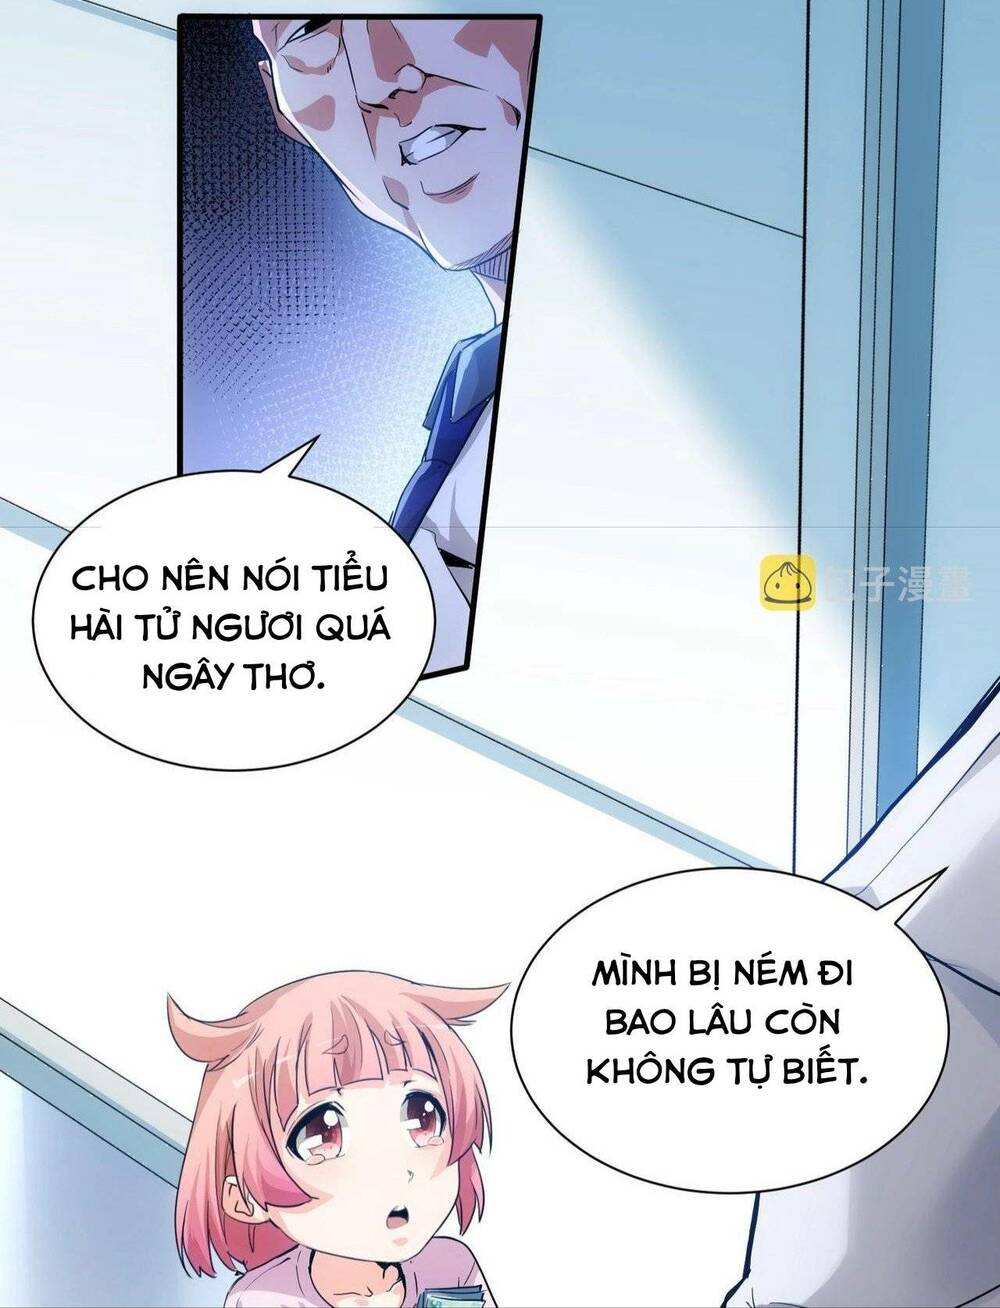 CHO NÊN NÓI TIỂU
HÀI TỬ NGƯƠI QUÁ
NGÂY THƠ.
包子漫畫
MÌNH BỊ NÉM ĐI
BAO LÂU CÒN
KHÔNG TỰ BIẾT.